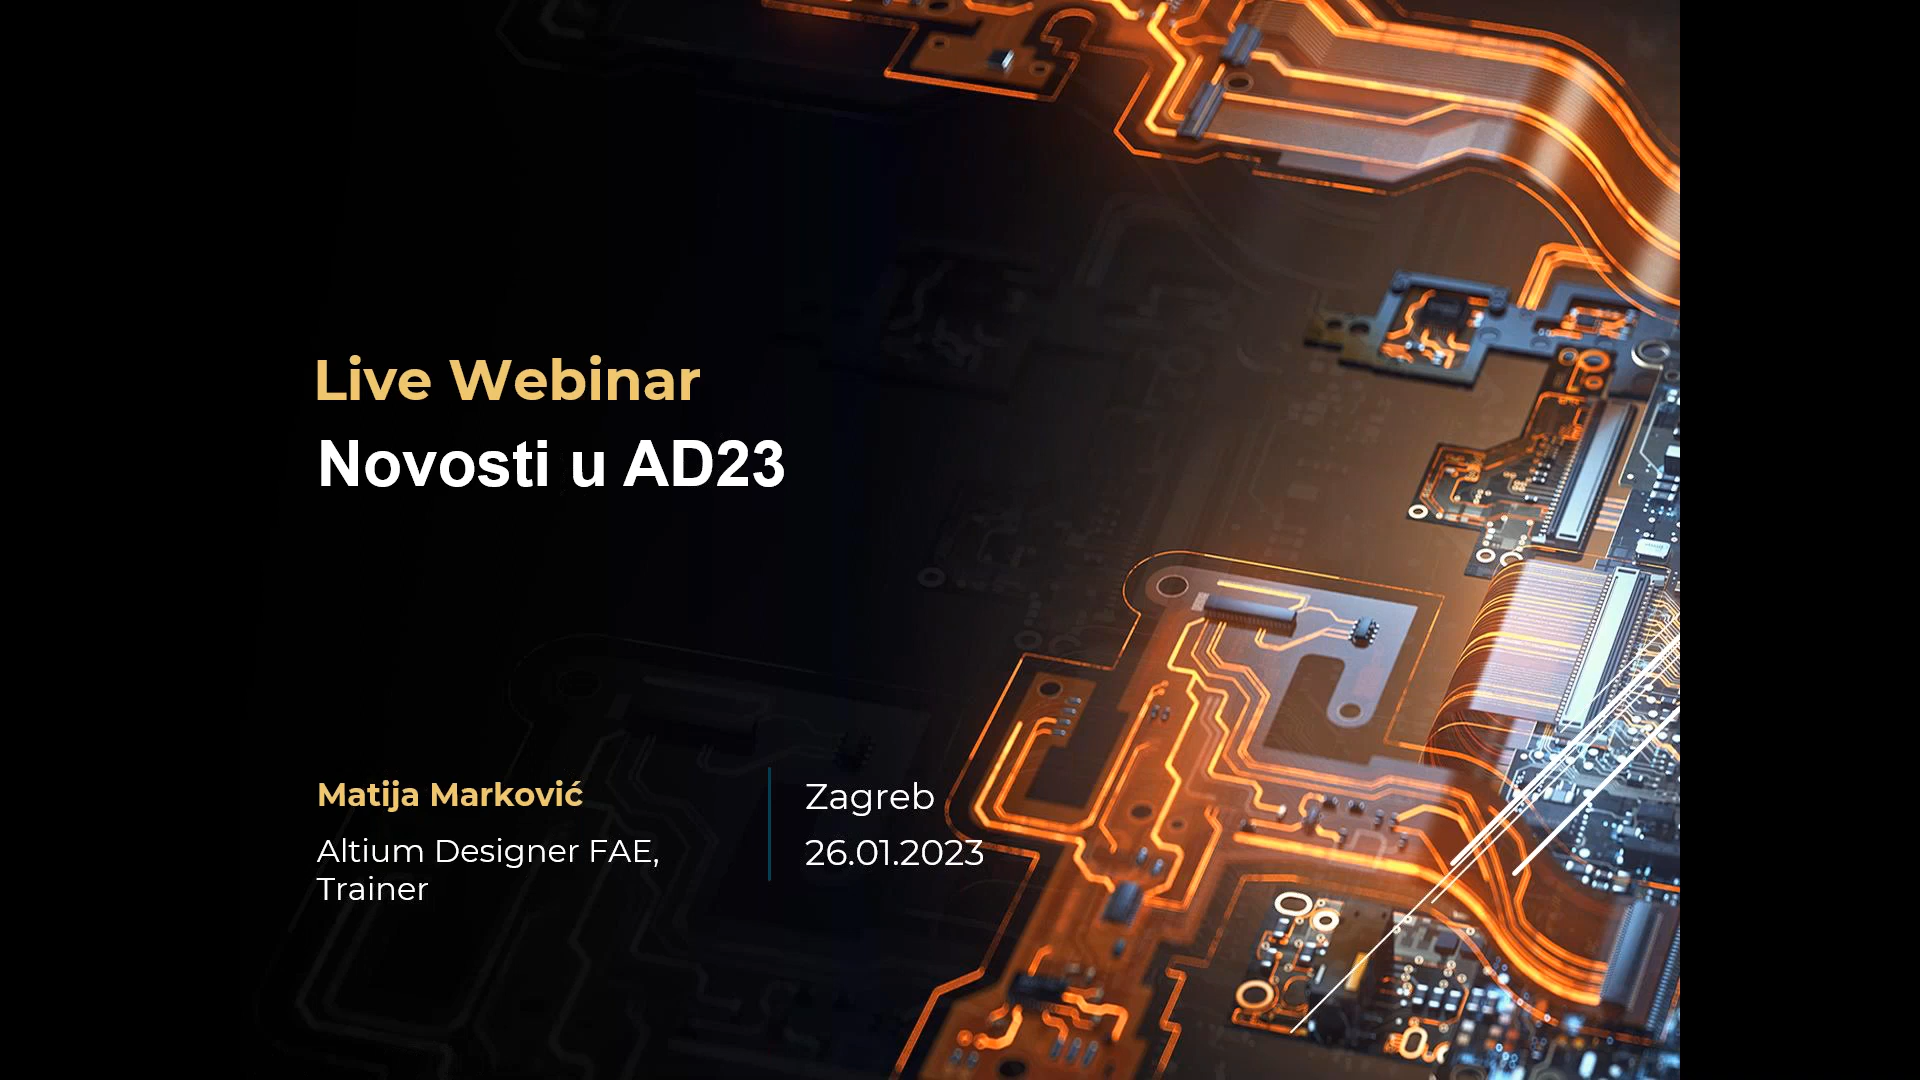 Live Webinar
Novosti u AD23
Matija Marković
Altium Designer FAE,
Trainer
Zagreb
26.01.2023